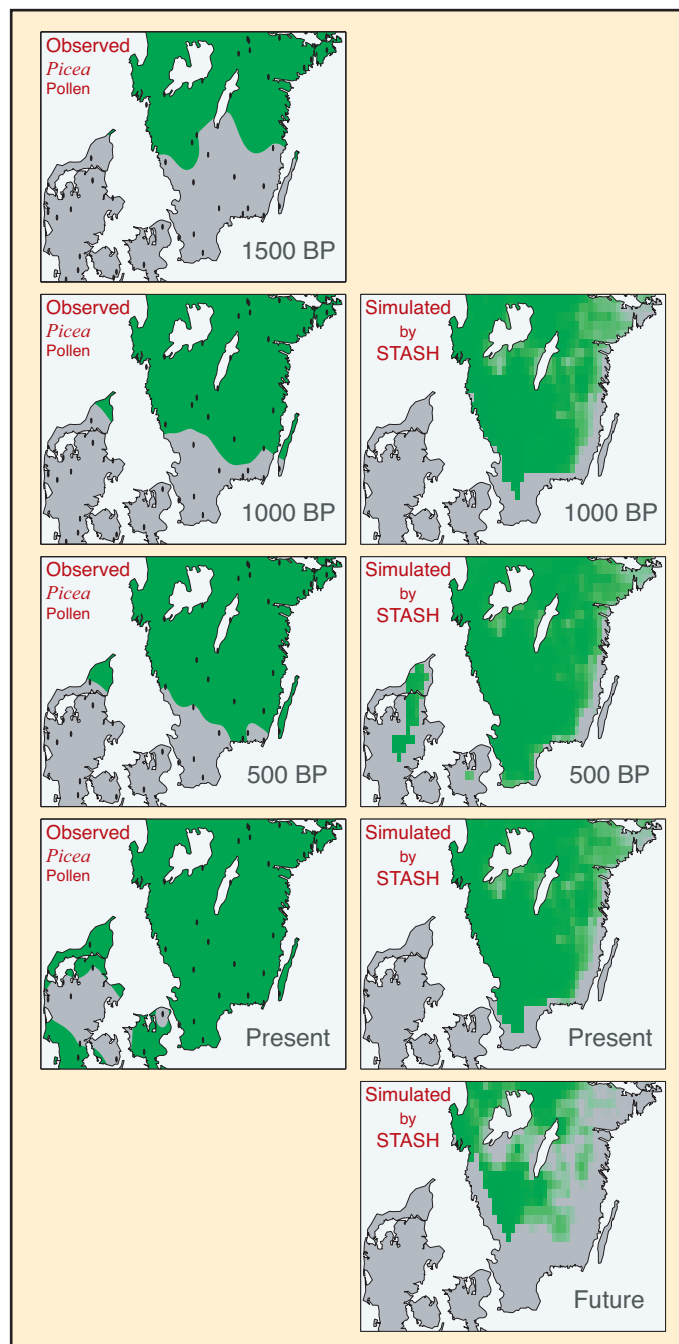 Observed
Picea
Pollen
1500 BP
Observed
Picea
Pollen
1000 BP
Simulated
by
STASH
1000 BP
Observed
Picea
Pollen
500 BP
Simulated
by
STASH
500 BP
Observed
Picea
Pollen
Present
Simulated
by
STASH
Present
Simulated
by
STASH
Future